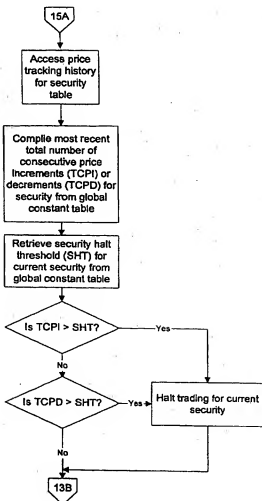 15A
Access price
tracking history
for security
table
Complie most recent
total number of
consecutive price
increments (TCPI) or
decrements (TCPD) for
security from global
constant table
Retrieve security halt
threshold (SHT) for
current security from
global constant table
Is TCPI > SHT?
Yes
No
Is TCPD > SHT?
Yes
Halt trading for current
security
No
13B